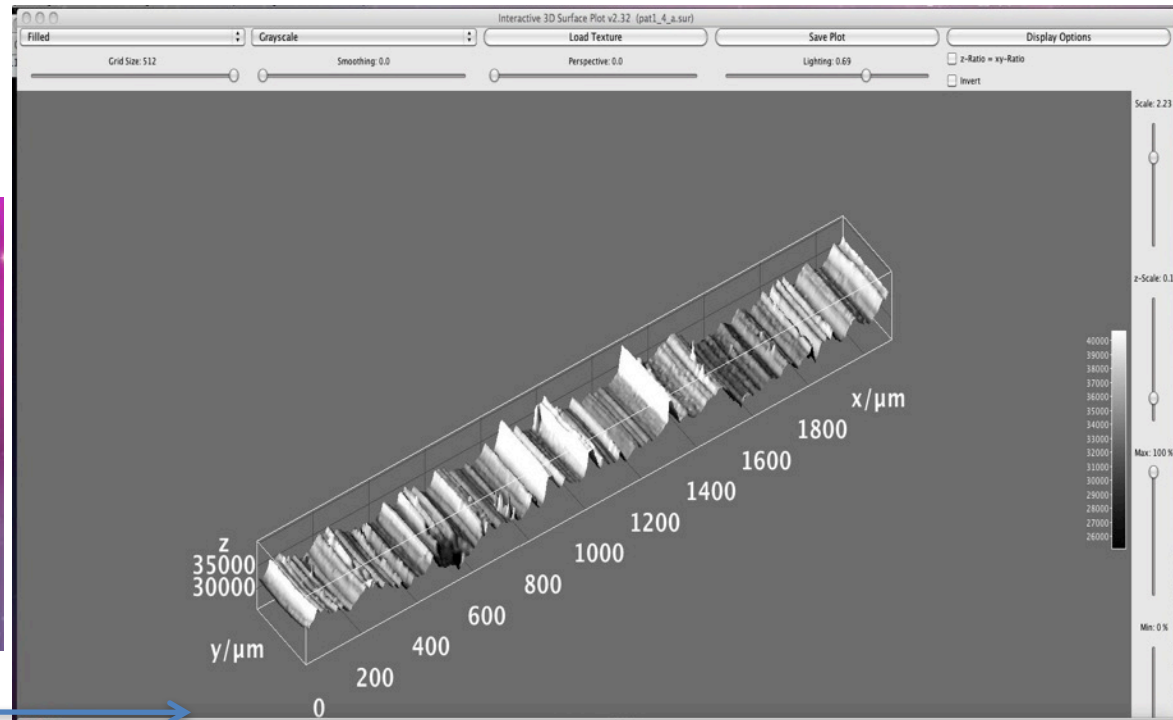 Interactive 3D Surface Plot v2.32 (pat1_4_a.sur)
Filled
Grayscale
Load Texture
Save Plot
Display Options
Grid Size: 512
Smoothing: 0.0
Perspective: 0.0
Lighting: 0.69
z-Ratio = xy-Ratio
Invert
Scale: 2.23
z-Scale: 0.1
Max: 100 %
Min: 0 %
40000
39000
38000
37000
36000
35000
34000
33000
32000
31000
30000
29000
28000
27000
26000
z
35000
30000
y/µm
x/µm
1800
1600
1400
1200
1000
800
600
400
200
0